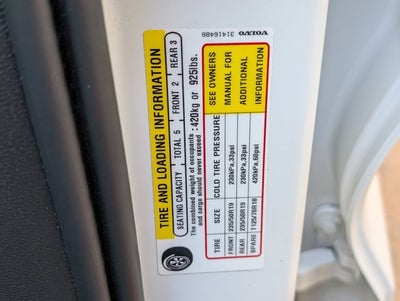 TIRE AND LOADING INFORMATION
SEATING CAPACITY TOTAL 5 FRONT 2 REAR 3
The combined weight of occupants
and cargo should never exceed : 420kg or 925lbs.
TIRE SIZE COLD TIRE PRESSURE
FRONT 235/50R19 230kPa,33psi
REAR 235/50R19 230kPa,33psi
SPARE T125/70R18 420kPa,60psi
SEE OWNERS
MANUAL FOR
ADDITIONAL
INFORMATION
31416488 VOLVO